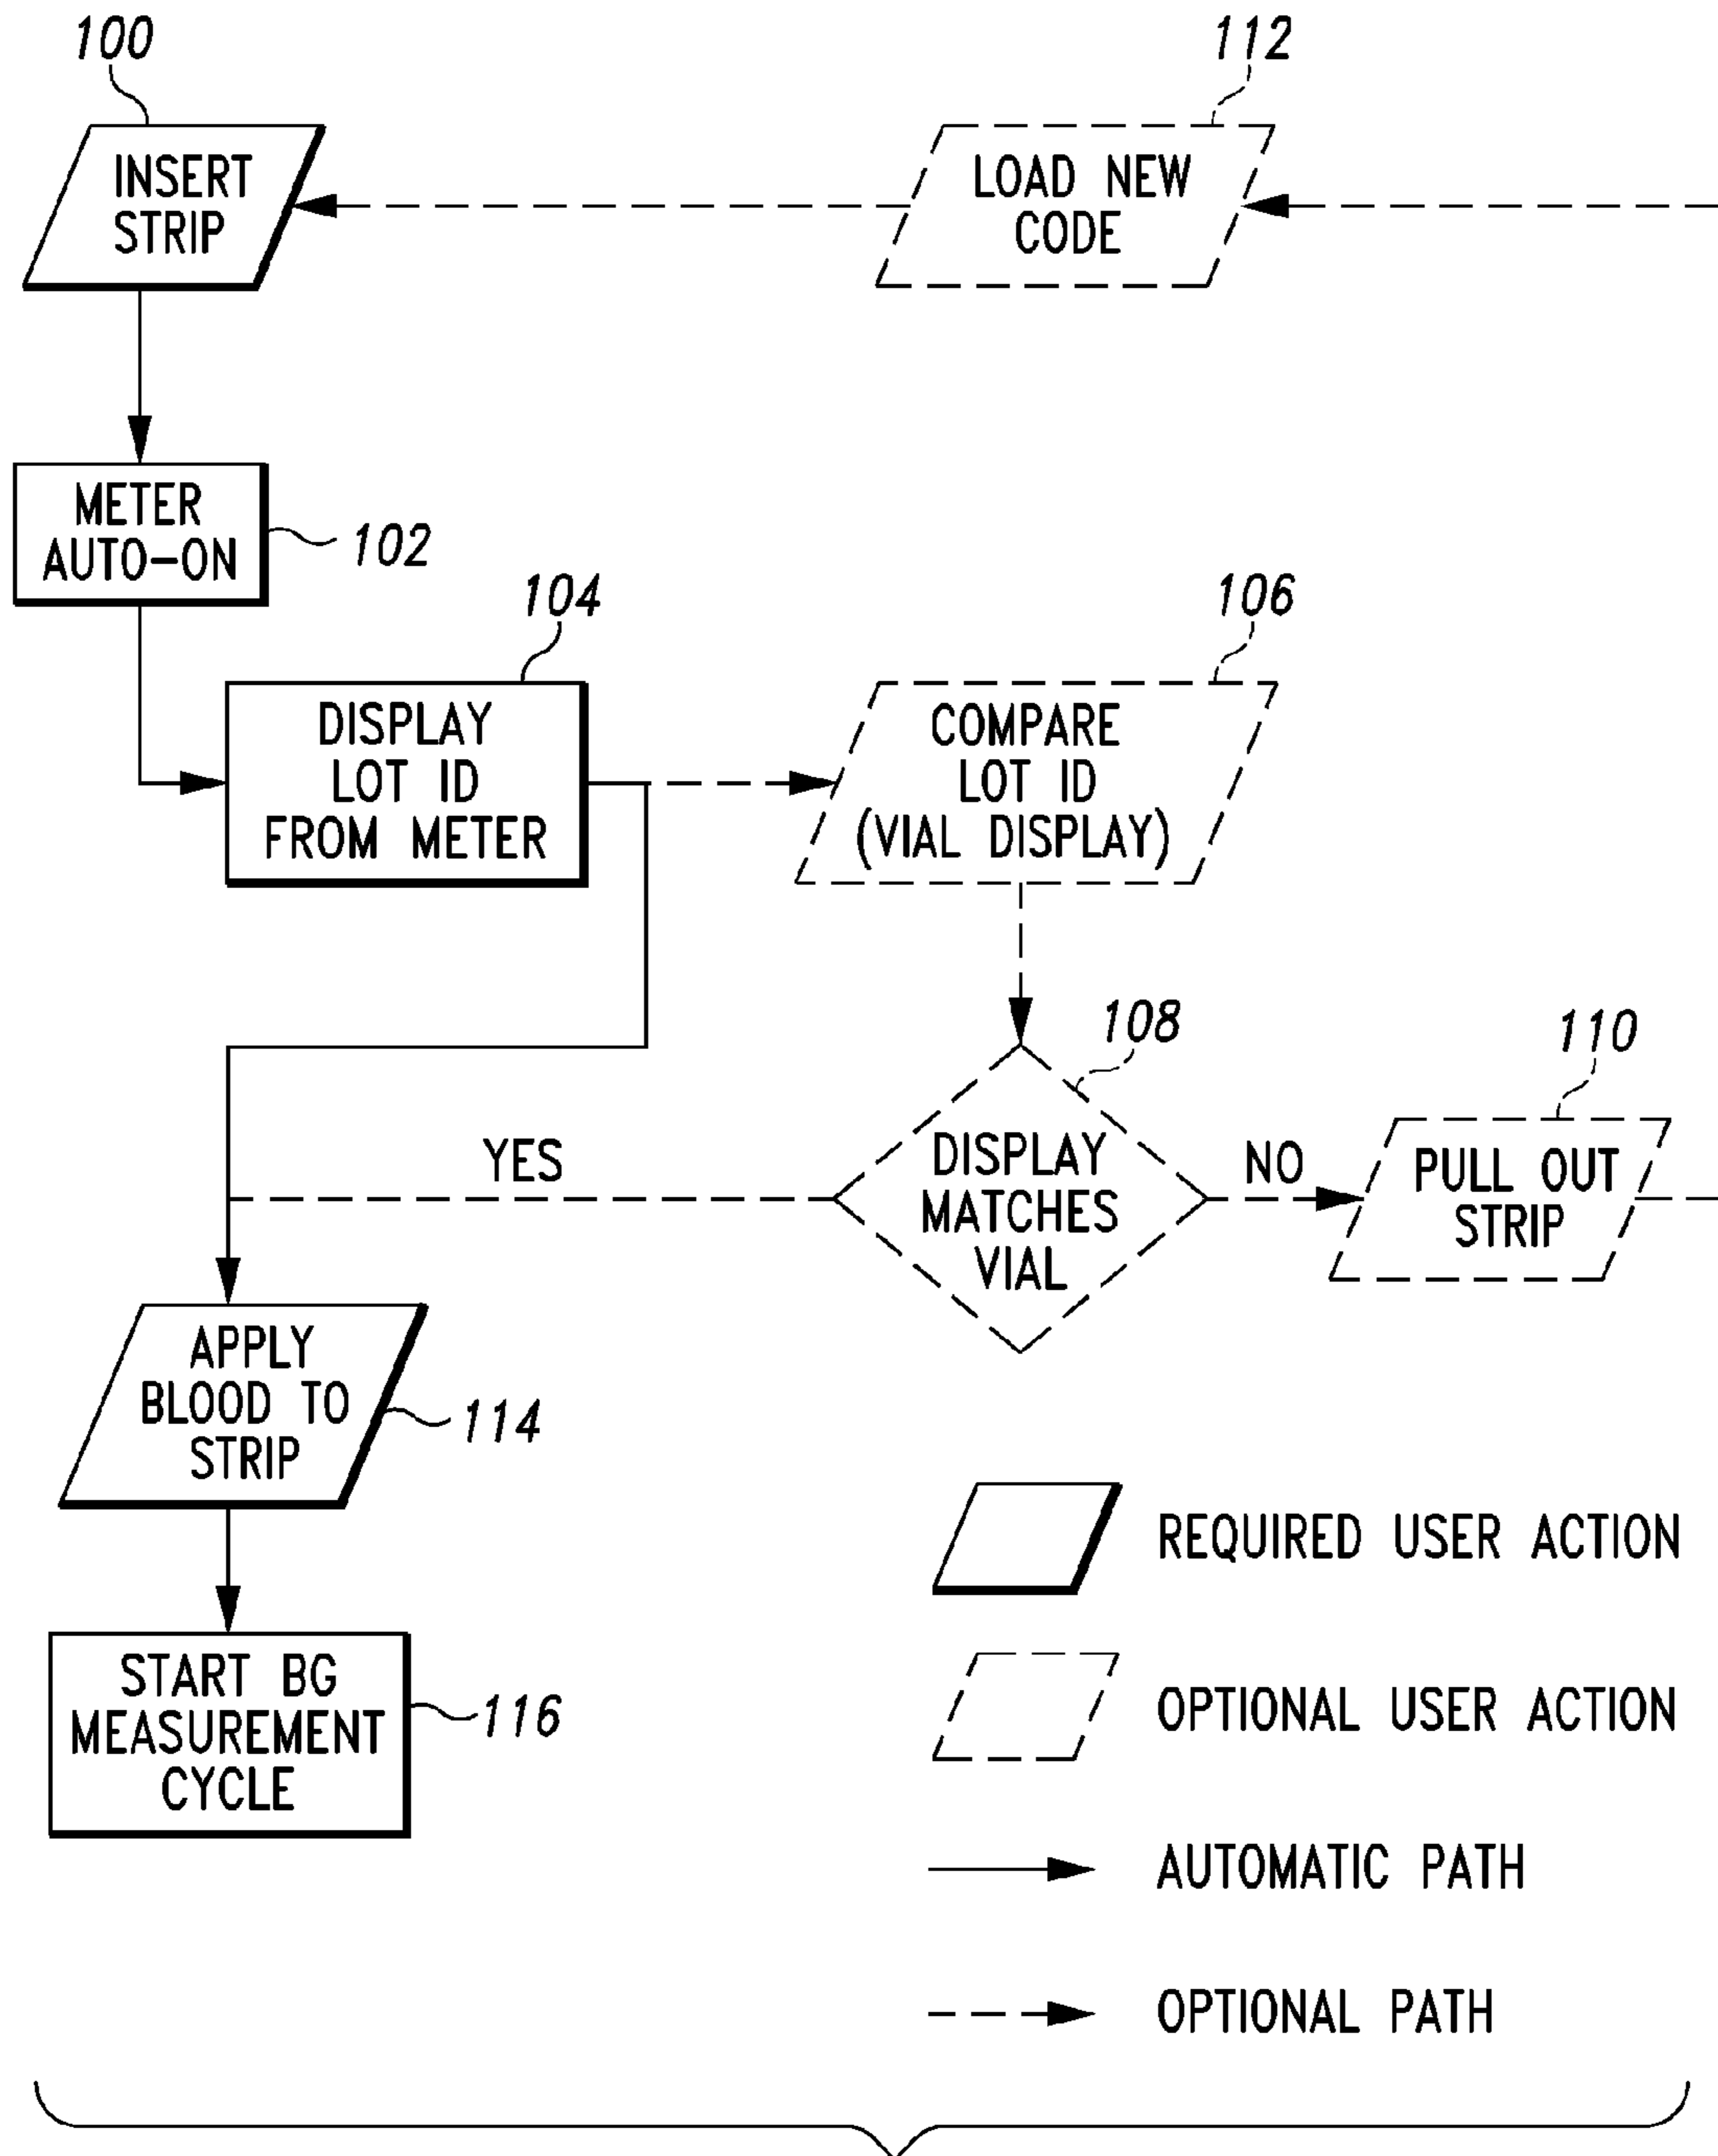 100
112
INSERT
STRIP
LOAD NEW
CODE
METER
AUTO-ON
102
104
106
DISPLAY
LOT ID
FROM METER
COMPARE
LOT ID
(VIAL DISPLAY)
108
110
YES
DISPLAY
MATCHES
VIAL
NO
PULL OUT
STRIP
APPLY
BLOOD TO
STRIP
114
REQUIRED USER ACTION
START BG
MEASUREMENT
CYCLE
116
OPTIONAL USER ACTION
AUTOMATIC PATH
OPTIONAL PATH